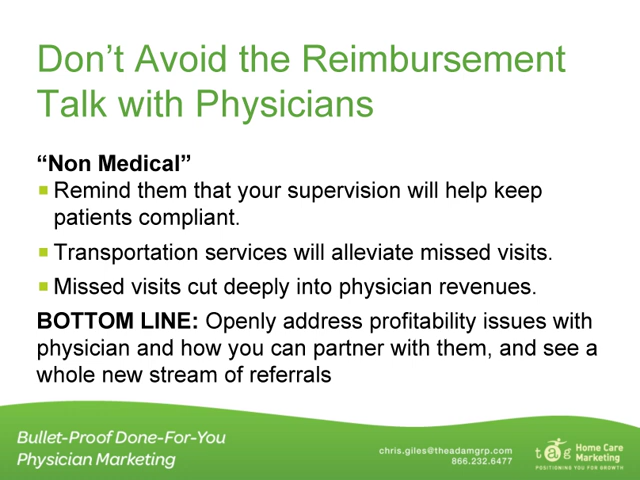 Don’t Avoid the Reimbursement
Talk with Physicians
“Non Medical”
Remind them that your supervision will help keep
patients compliant.
Transportation services will alleviate missed visits.
Missed visits cut deeply into physician revenues.
BOTTOM LINE: Openly address profitability issues with
physician and how you can partner with them, and see a
whole new stream of referrals
Bullet-Proof Done-For-You
Physician Marketing
chris.giles@theadamgrp.com
866.232.6477
tag Home Care
Marketing
POSITIONING YOU FOR GROWTH